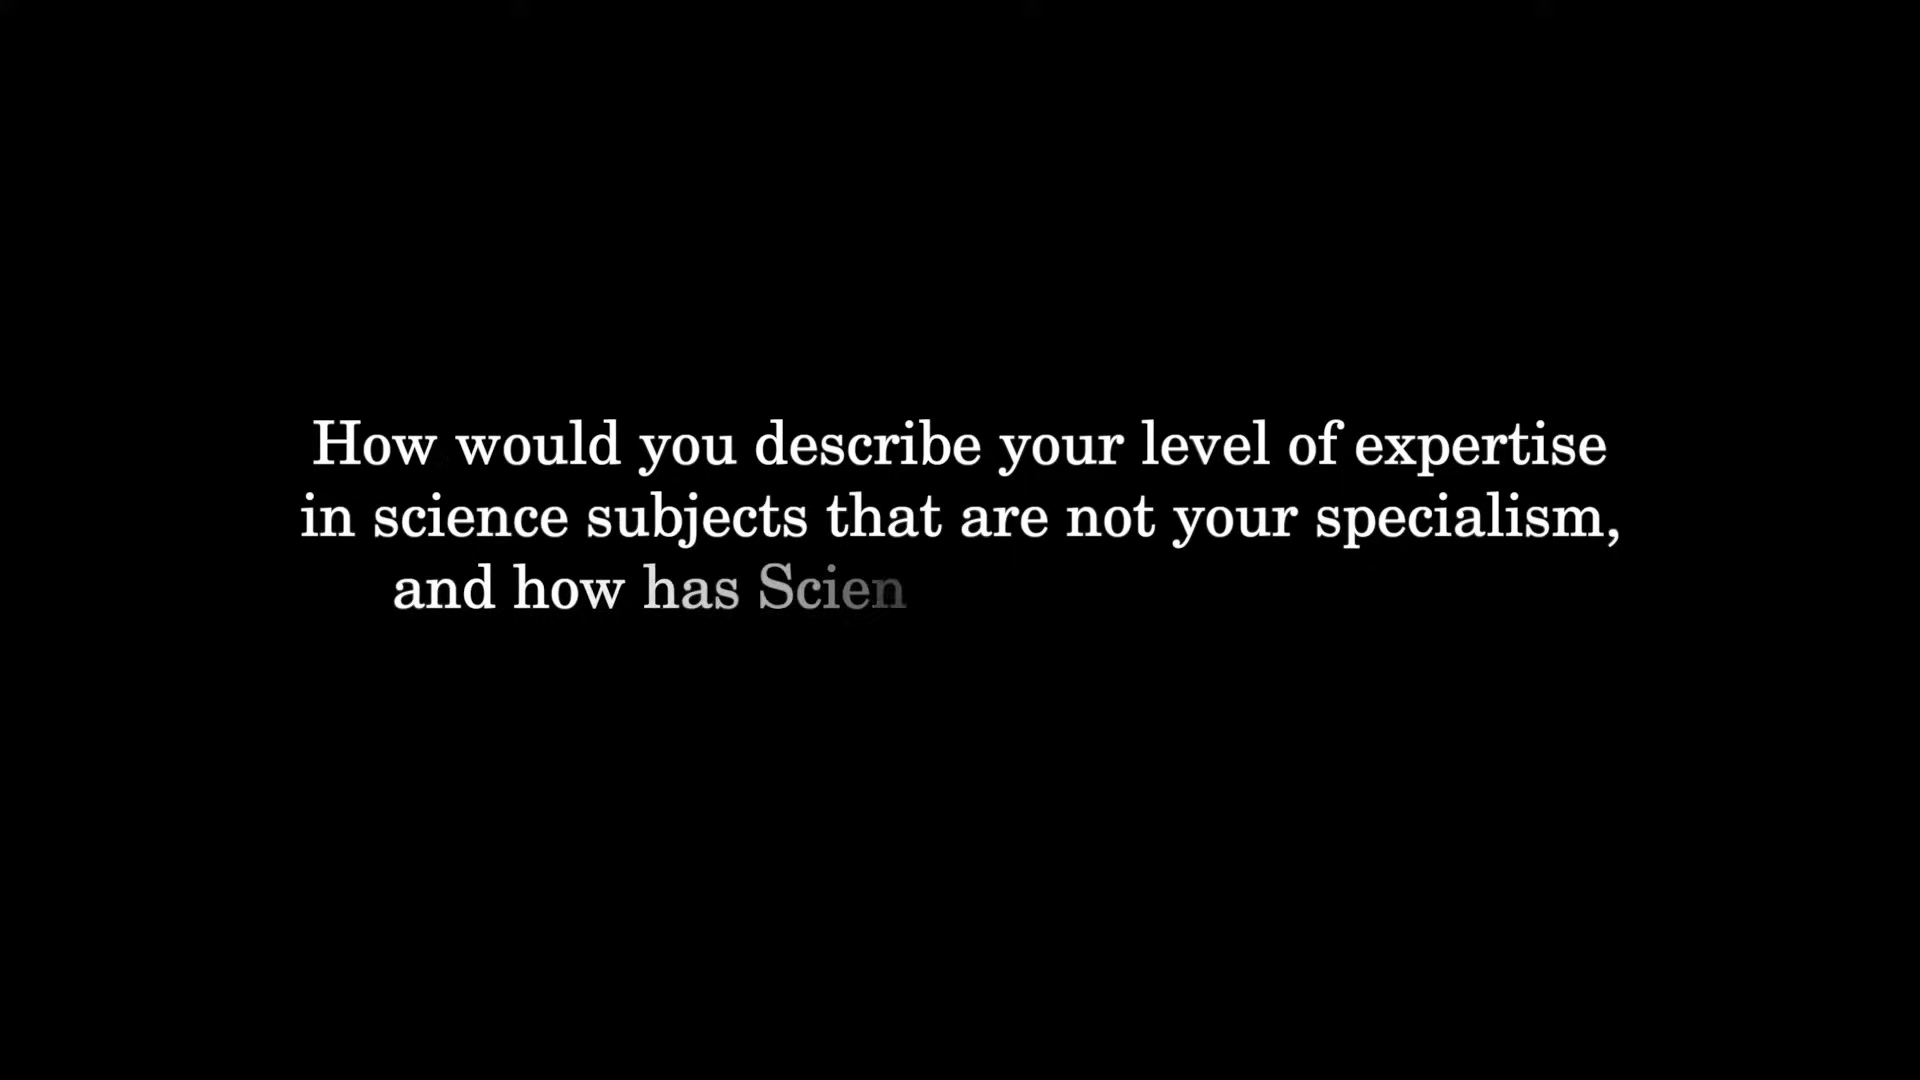 How would you describe your level of expertise
in science subjects that are not your specialism,
and how has Scien